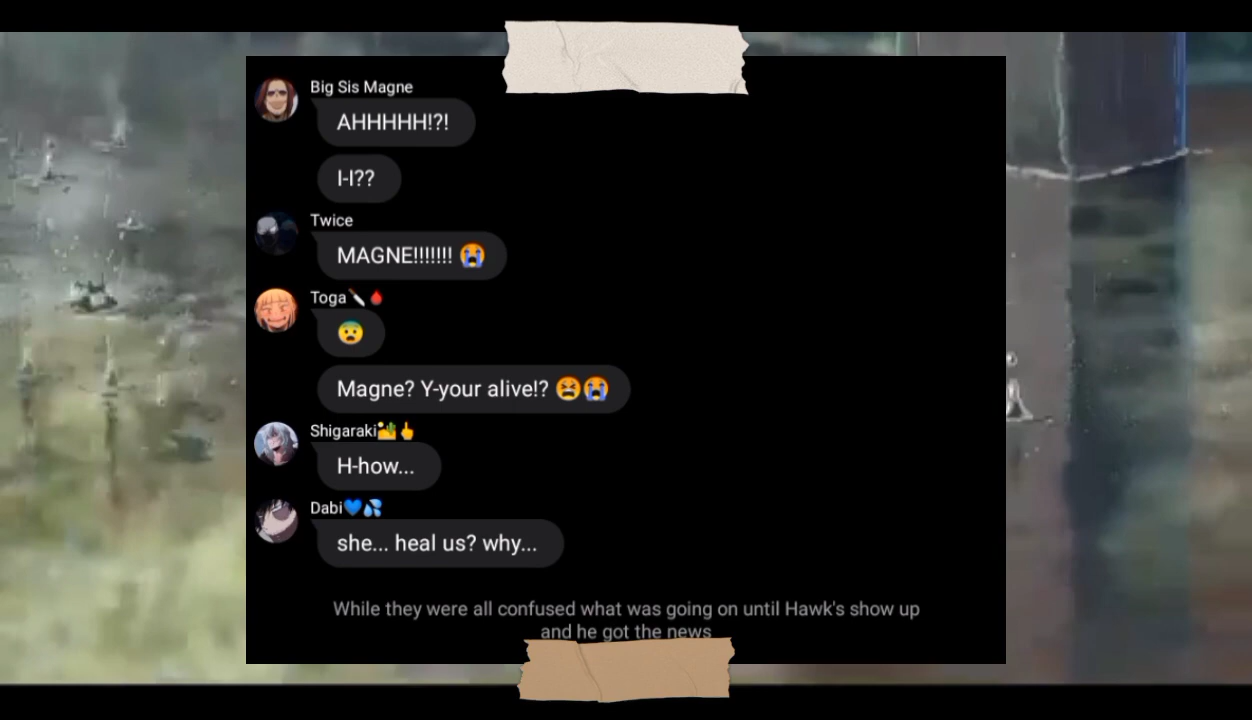 Big Sis Magne
AHHHHH!?!
I-I??
Twice
MAGNE!!!!!!! 😭
Toga🔪🩸
😨
Magne? Y-your alive!? 😫😭
Shigaraki🏜️🖕
H-how...
Dabi💙💦
she... heal us? why...
While they were all confused what was going on until Hawk's show up
and he got the news